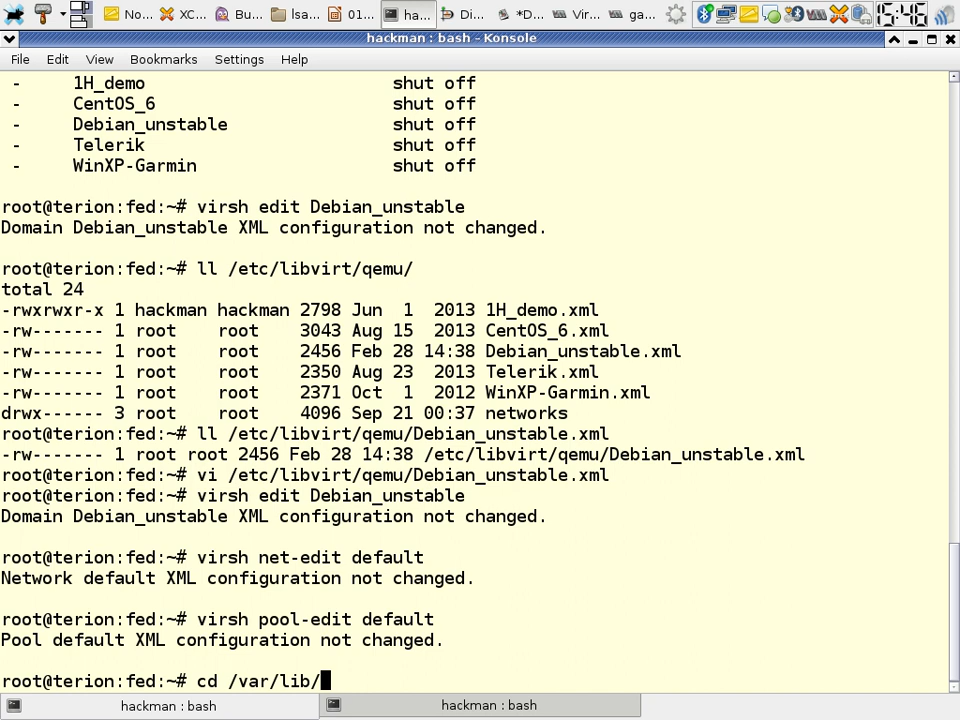 No...
XC...
Bu...
lsa...
01...
ha...
Di...
*D...
Vir...
ga...
15:46
hackman : bash – Konsole
File Edit View Bookmarks Settings Help
- 1H_demo shut off
- CentOS_6 shut off
- Debian_unstable shut off
- Telerik shut off
- WinXP-Garmin shut off
root@terion:fed:~# virsh edit Debian_unstable
Domain Debian_unstable XML configuration not changed.
root@terion:fed:~# ll /etc/libvirt/qemu/
total 24
-rwxrwxr-x 1 hackman hackman 2798 Jun 1 2013 1H_demo.xml
-rw------- 1 root root 3043 Aug 15 2013 CentOS_6.xml
-rw------- 1 root root 2456 Feb 28 14:38 Debian_unstable.xml
-rw------- 1 root root 2350 Aug 23 2013 Telerik.xml
-rw------- 1 root root 2371 Oct 1 2012 WinXP-Garmin.xml
drwx------ 3 root root 4096 Sep 21 00:37 networks
root@terion:fed:~# ll /etc/libvirt/qemu/Debian_unstable.xml
-rw------- 1 root root 2456 Feb 28 14:38 /etc/libvirt/qemu/Debian_unstable.xml
root@terion:fed:~# vi /etc/libvirt/qemu/Debian_unstable.xml
root@terion:fed:~# virsh edit Debian_unstable
Domain Debian_unstable XML configuration not changed.
root@terion:fed:~# virsh net-edit default
Network default XML configuration not changed.
root@terion:fed:~# virsh pool-edit default
Pool default XML configuration not changed.
root@terion:fed:~# cd /var/lib/
hackman : bash
hackman : bash